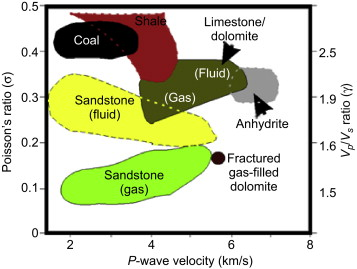 0.5
0.4
0.3
0.2
0.1
0
Poisson's ratio (σ)
2
4
6
8
P-wave velocity (km/s)
2.5
1.9
1.6
1.5
Vp/Vs ratio (γ)
Shale
Coal
Limestone/
dolomite
(Fluid)
(Gas)
Anhydrite
Sandstone
(fluid)
Fractured
gas-filled
dolomite
Sandstone
(gas)